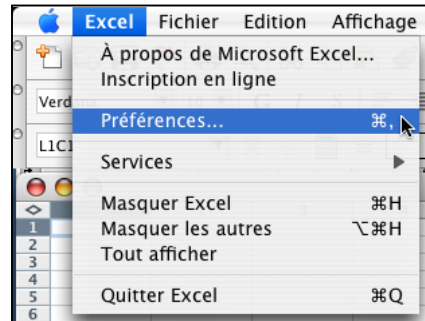 Excel Fichier Edition Affichage
À propos de Microsoft Excel...
Inscription en ligne
Verd
Préférences... ⌘,
L1C1
Services ▶
Masquer Excel ⌘H
Masquer les autres ⌥⌘H
Tout afficher
Quitter Excel ⌘Q
1
2
3
4
5
6